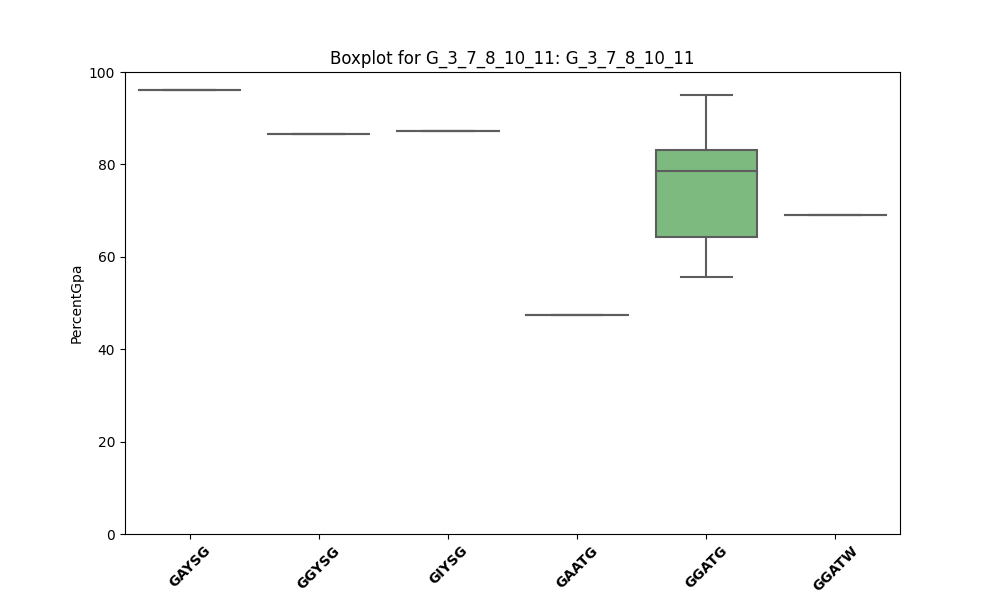 Boxplot for G_3_7_8_10_11: G_3_7_8_10_11
100
80
60
40
20
0
PercentGpa
GAYSG
GGYSG
GIYSG
GAATG
GGATG
GGATW